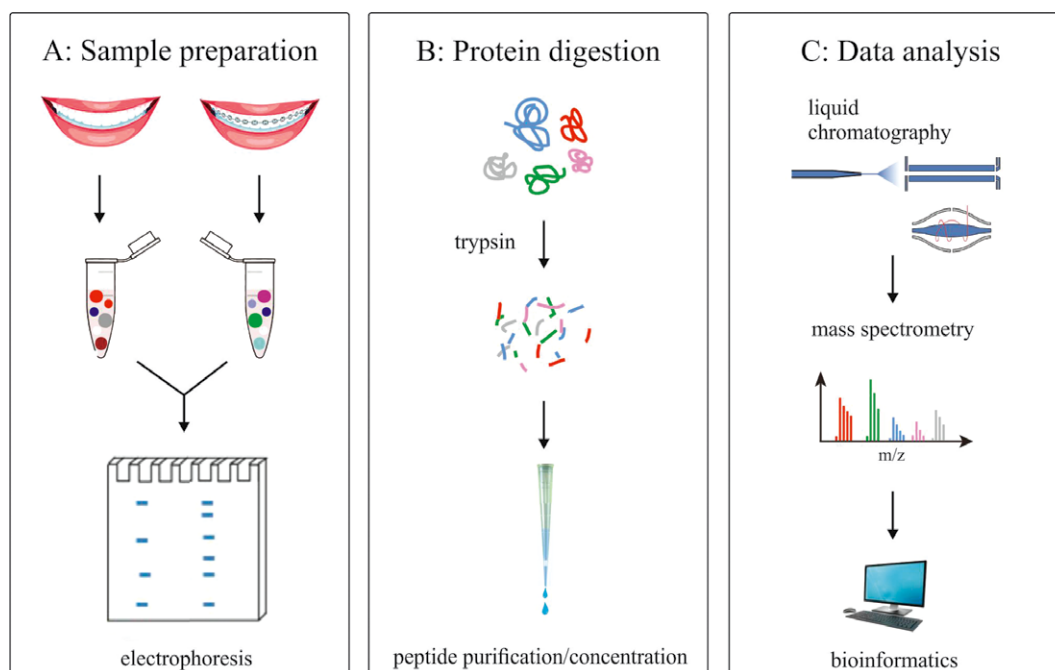 A: Sample preparation
electrophoresis
B: Protein digestion
trypsin
peptide purification/concentration
C: Data analysis
liquid
chromatography
mass spectrometry
m/z
bioinformatics